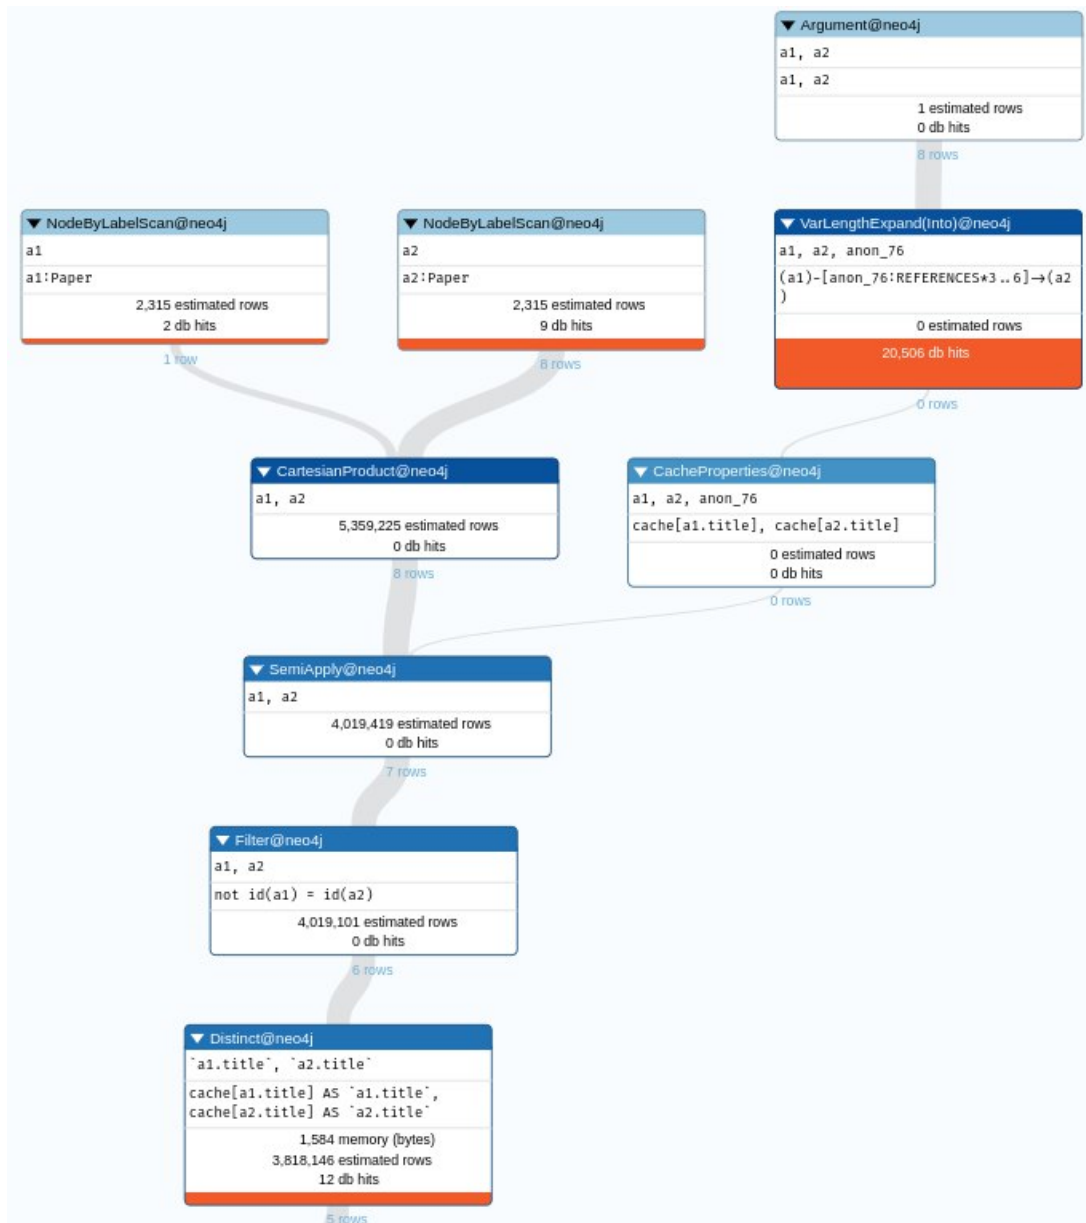 ▼ Argument@neo4j
a1, a2
a1, a2
1 estimated rows
0 db hits
8 rows
▼ NodeByLabelScan@neo4j
a1
a1:Paper
2,315 estimated rows
2 db hits
1 row
▼ NodeByLabelScan@neo4j
a2
a2:Paper
2,315 estimated rows
9 db hits
8 rows
▼ VarLengthExpand(Into)@neo4j
a1, a2, anon_76
(a1)-[anon_76:REFERENCES*3..6]→(a2
)
0 estimated rows
20,506 db hits
0 rows
▼ CartesianProduct@neo4j
a1, a2
5,359,225 estimated rows
0 db hits
8 rows
▼ CacheProperties@neo4j
a1, a2, anon_76
cache[a1.title], cache[a2.title]
0 estimated rows
0 db hits
0 rows
▼ SemiApply@neo4j
a1, a2
4,019,419 estimated rows
0 db hits
7 rows
▼ Filter@neo4j
a1, a2
not id(a1) = id(a2)
4,019,101 estimated rows
0 db hits
6 rows
▼ Distinct@neo4j
`a1.title`, `a2.title`
cache[a1.title] AS `a1.title`,
cache[a2.title] AS `a2.title`
1,584 memory (bytes)
3,818,146 estimated rows
12 db hits
5 rows